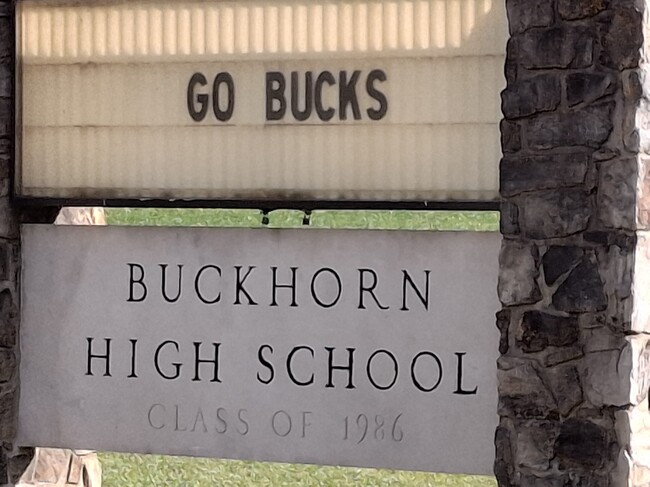 GO BUCKS
BUCKHORN
HIGH SCHOOL
CLASS OF 1986